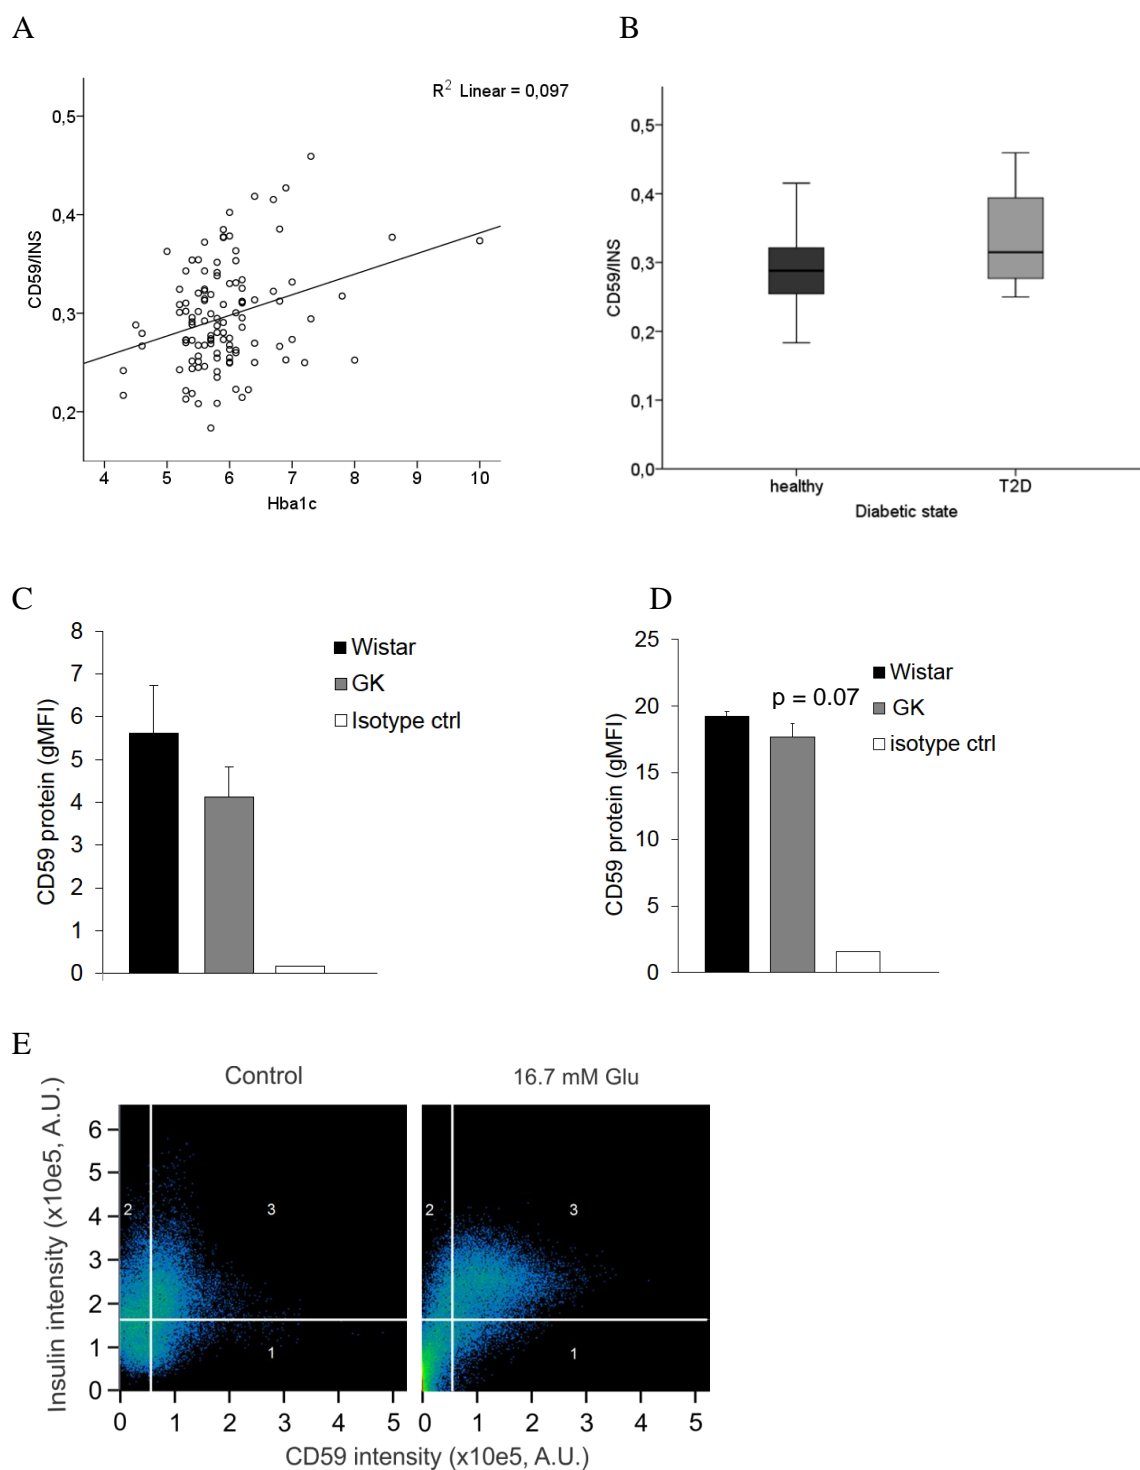 A
R² Linear = 0,097
0,5
0,4
0,3
0,2
CD59/INS
4 5 6 7 8 9 10
Hba1c
B
0,5
0,4
0,3
0,2
0,1
0,0
CD59/INS
healthy T2D
Diabetic state
C
8
7
6
5
4
3
2
1
0
CD59 protein (gMFI)
Wistar
GK
Isotype ctrl
D
25
20
15
10
5
0
CD59 protein (gMFI)
p = 0.07
Wistar
GK
isotype ctrl
E
Control
16.7 mM Glu
Insulin intensity (x10e5, A.U.)
6
5
4
3
2
1
0
2 3
1
2 3
1
0 1 2 3 4 5
0 1 2 3 4 5
CD59 intensity (x10e5, A.U.)